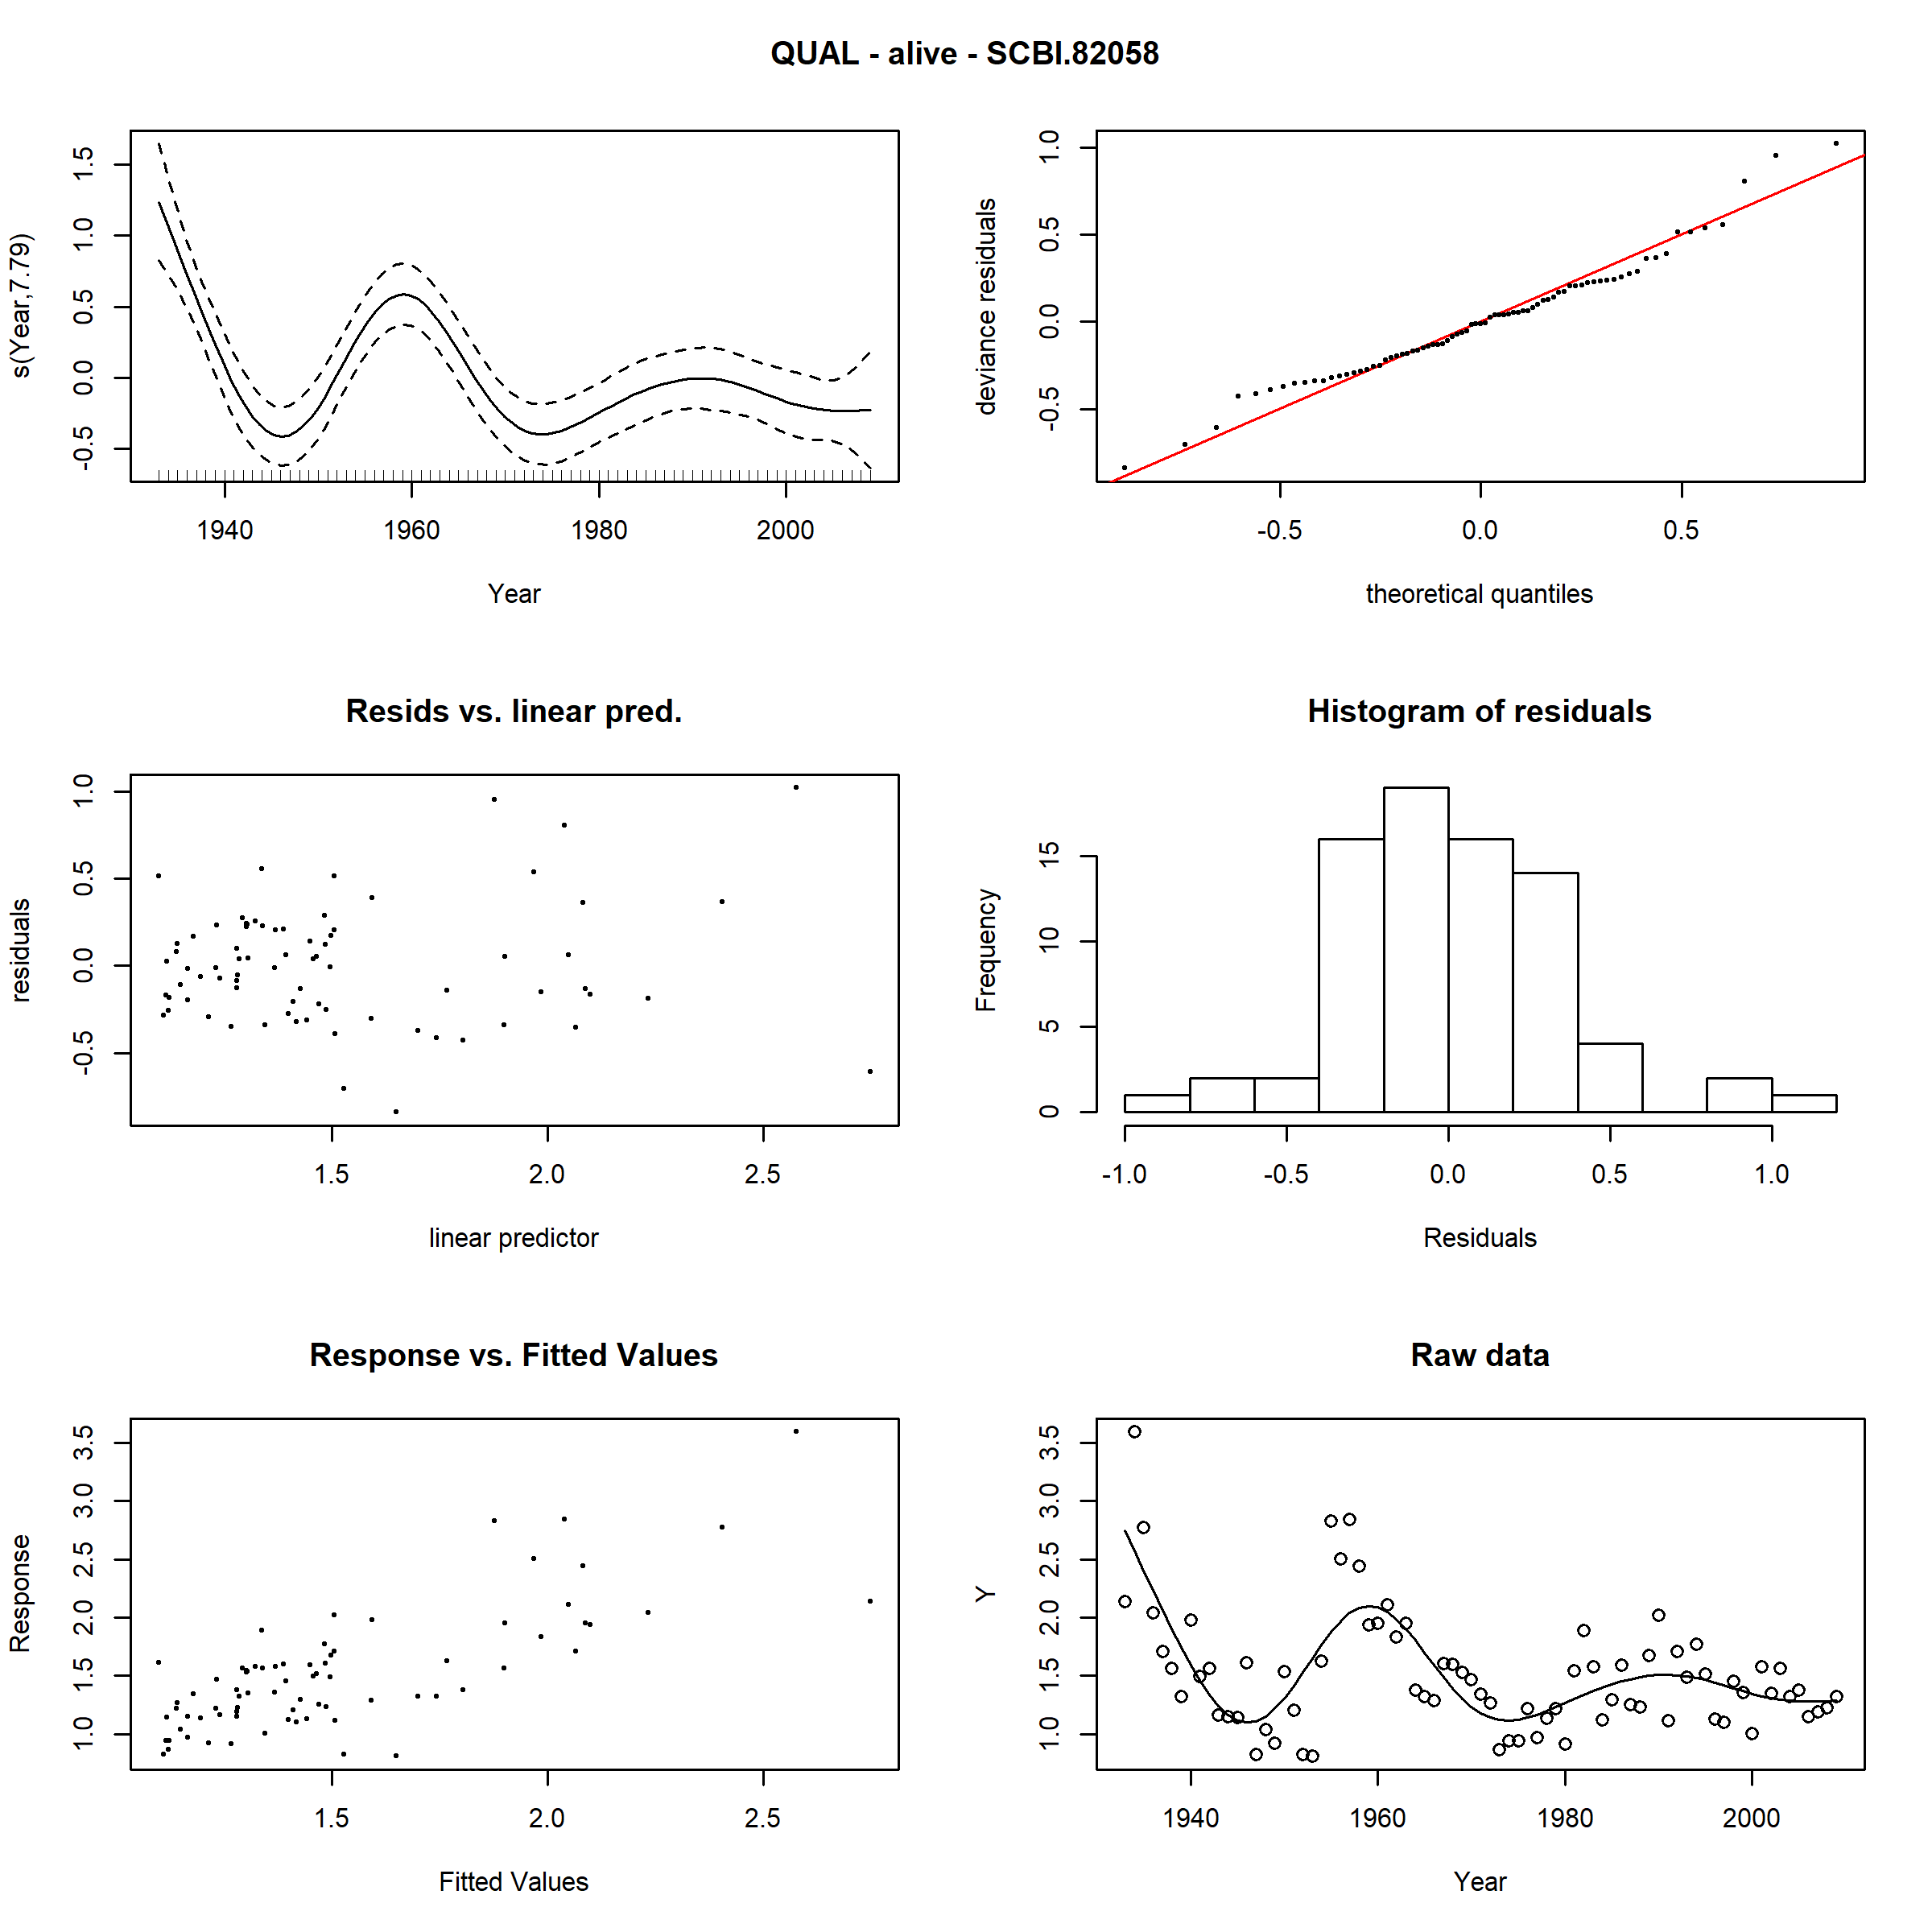 QUAL - alive - SCBI.82058
s(Year,7.79)
-0.5 0.0 0.5 1.0 1.5
1940 1960 1980 2000
Year
deviance residuals
-0.5 0.0 0.5 1.0
-0.5 0.0 0.5
theoretical quantiles
Resids vs. linear pred.
residuals
-0.5 0.0 0.5 1.0
1.5 2.0 2.5
linear predictor
Histogram of residuals
Frequency
0 5 10 15
-1.0 -0.5 0.0 0.5 1.0
Residuals
Response vs. Fitted Values
Response
1.0 1.5 2.0 2.5 3.0 3.5
1.5 2.0 2.5
Fitted Values
Raw data
Y
1.0 1.5 2.0 2.5 3.0 3.5
1940 1960 1980 2000
Year